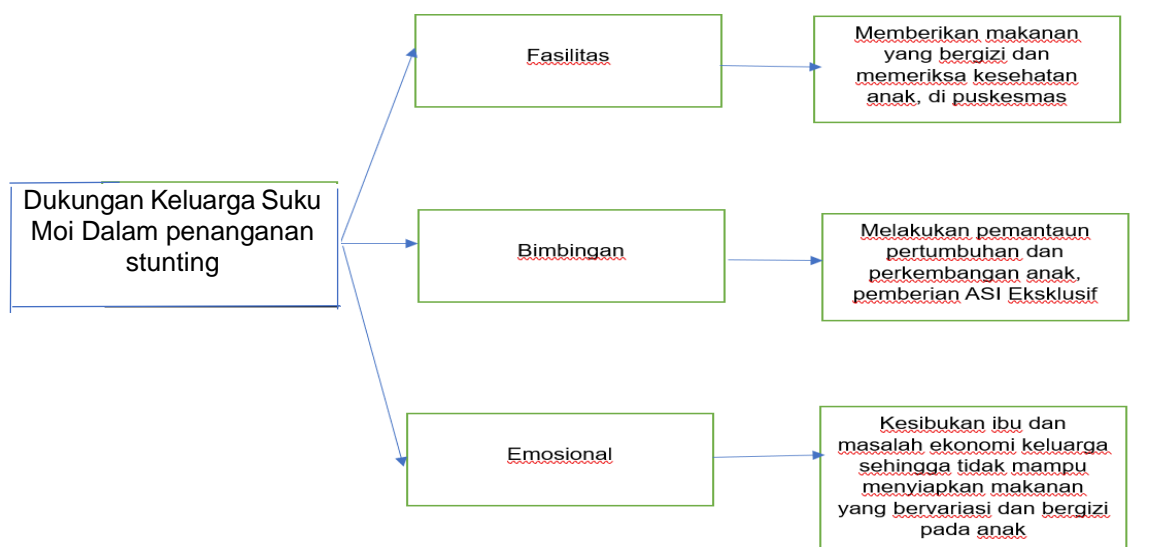 Fasilitas
Memberikan makanan
yang bergizi dan
memeriksa kesehatan
anak, di puskesmas
Dukungan Keluarga Suku
Moi Dalam penanganan
stunting
Bimbingan
Melakukan pemantaun
pertumbuhan dan
perkembangan anak,
pemberian ASI Eksklusif
Emosional
Kesibukan ibu dan
masalah ekonomi keluarga
sehingga tidak mampu
menyiapkan makanan
yang bervariasi dan bergizi
pada anak